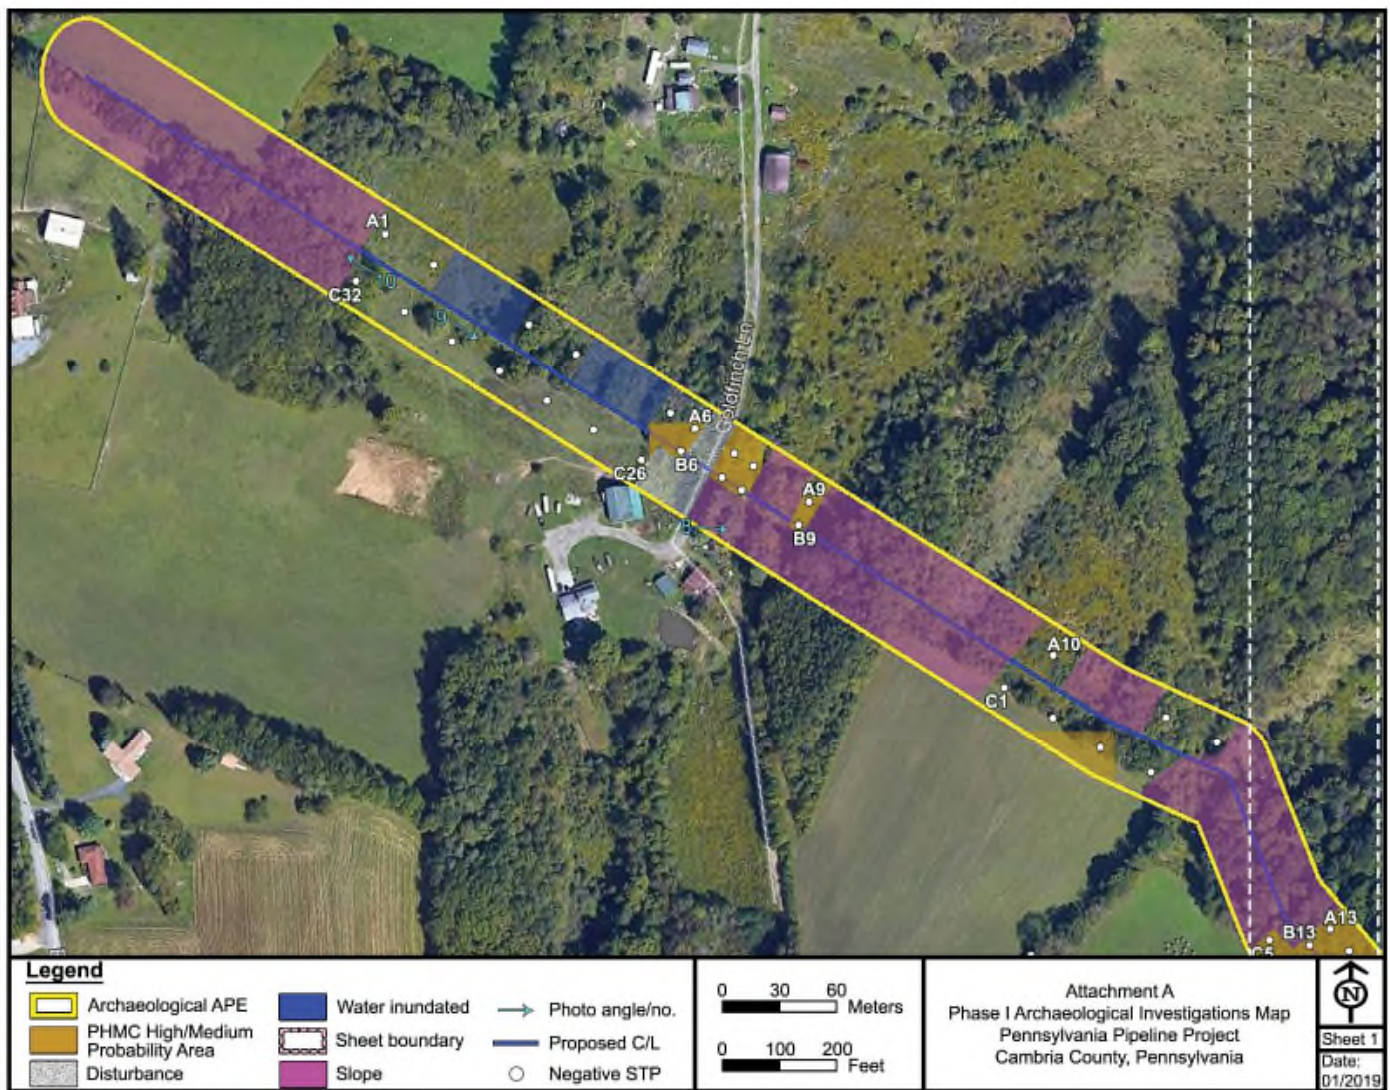 A1
C32
10
9
Goldfinch Ln
A6
B6
C26
A9
B9
8
A10
C1
A13
B13
C5
Legend
Archaeological APE
PHMC High/Medium
Probability Area
Disturbance
Water inundated
Sheet boundary
Slope
Photo angle/no.
Proposed C/L
Negative STP
0 30 60
Meters
0 100 200
Feet
Attachment A
Phase I Archaeological Investigations Map
Pennsylvania Pipeline Project
Cambria County, Pennsylvania
N
Sheet 1
Date:
01/2019